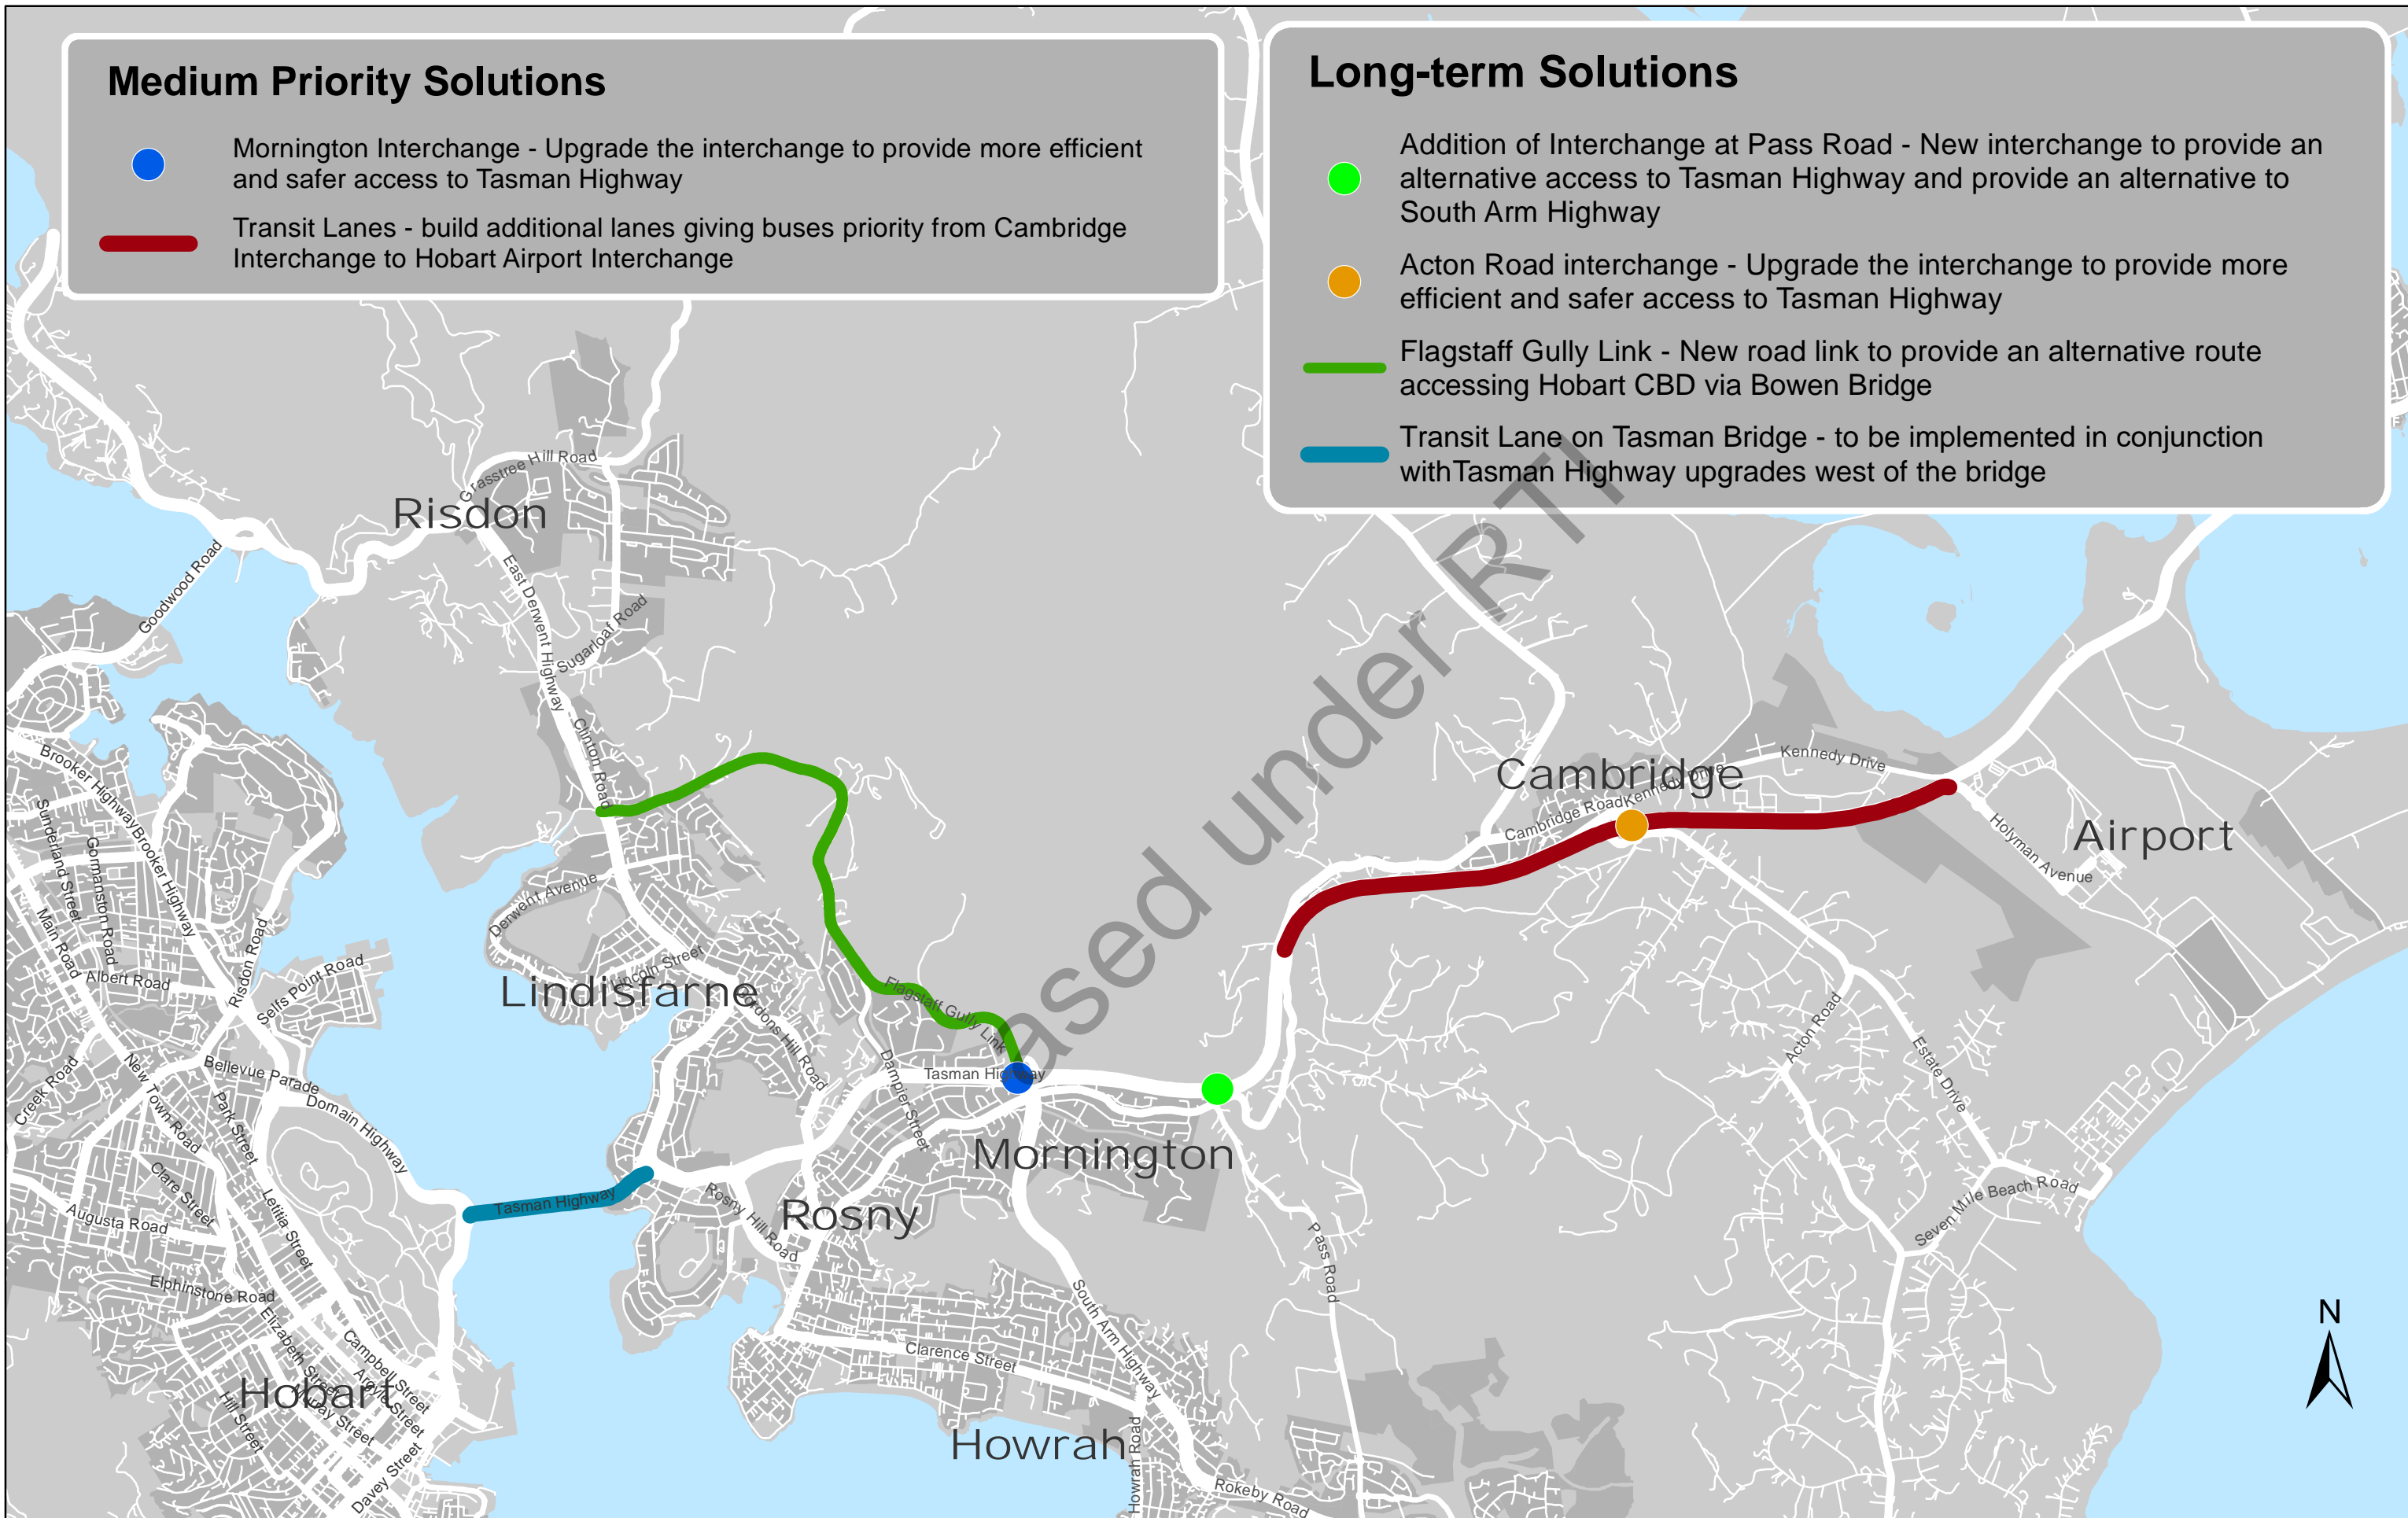 Medium Priority Solutions
Mornington Interchange - Upgrade the interchange to provide more efficient
and safer access to Tasman Highway
Transit Lanes - build additional lanes giving buses priority from Cambridge
Interchange to Hobart Airport Interchange
Long-term Solutions
Addition of Interchange at Pass Road - New interchange to provide an
alternative access to Tasman Highway and provide an alternative to
South Arm Highway
Acton Road interchange - Upgrade the interchange to provide more
efficient and safer access to Tasman Highway
Flagstaff Gully Link - New road link to provide an alternative route
accessing Hobart CBD via Bowen Bridge
Transit Lane on Tasman Bridge - to be implemented in conjunction
withTasman Highway upgrades west of the bridge
Grasstree Hill Road
Risdon
Goodwood Road
East Derwent Highway
Sugarloaf Road
Clinton Road
Brooker Highway
Brooker Highway
Sunderland Street
Gormanston Road
Main Road
Albert Road
Risdon Road
Selfs Point Road
Derwent Avenue
Lincoln Street
Lindisfarne
Gordons Hill Road
Flagstaff Gully Link
Dampier Street
Tasman Highway
Cambridge
Kennedy Drive
Kennedy Drive
Cambridge Road
Holyman Avenue
Airport
Acton Road
Estate Drive
Seven Mile Beach Road
Creek Road
New Town Road
Bellevue Parade
Park Street
Domain Highway
Clare Street
Letitia Street
Augusta Road
Elphinstone Road
Tasman Highway
Rosny Hill Road
Rosny
Mornington
Pass Road
South Arm Highway
Clarence Street
Elizabeth Street
Campbell Street
Argyle Street
Hobart
Hill Street
Davey Street
Howrah
Howrah Road
Rokeby Road
N
ased under RTI